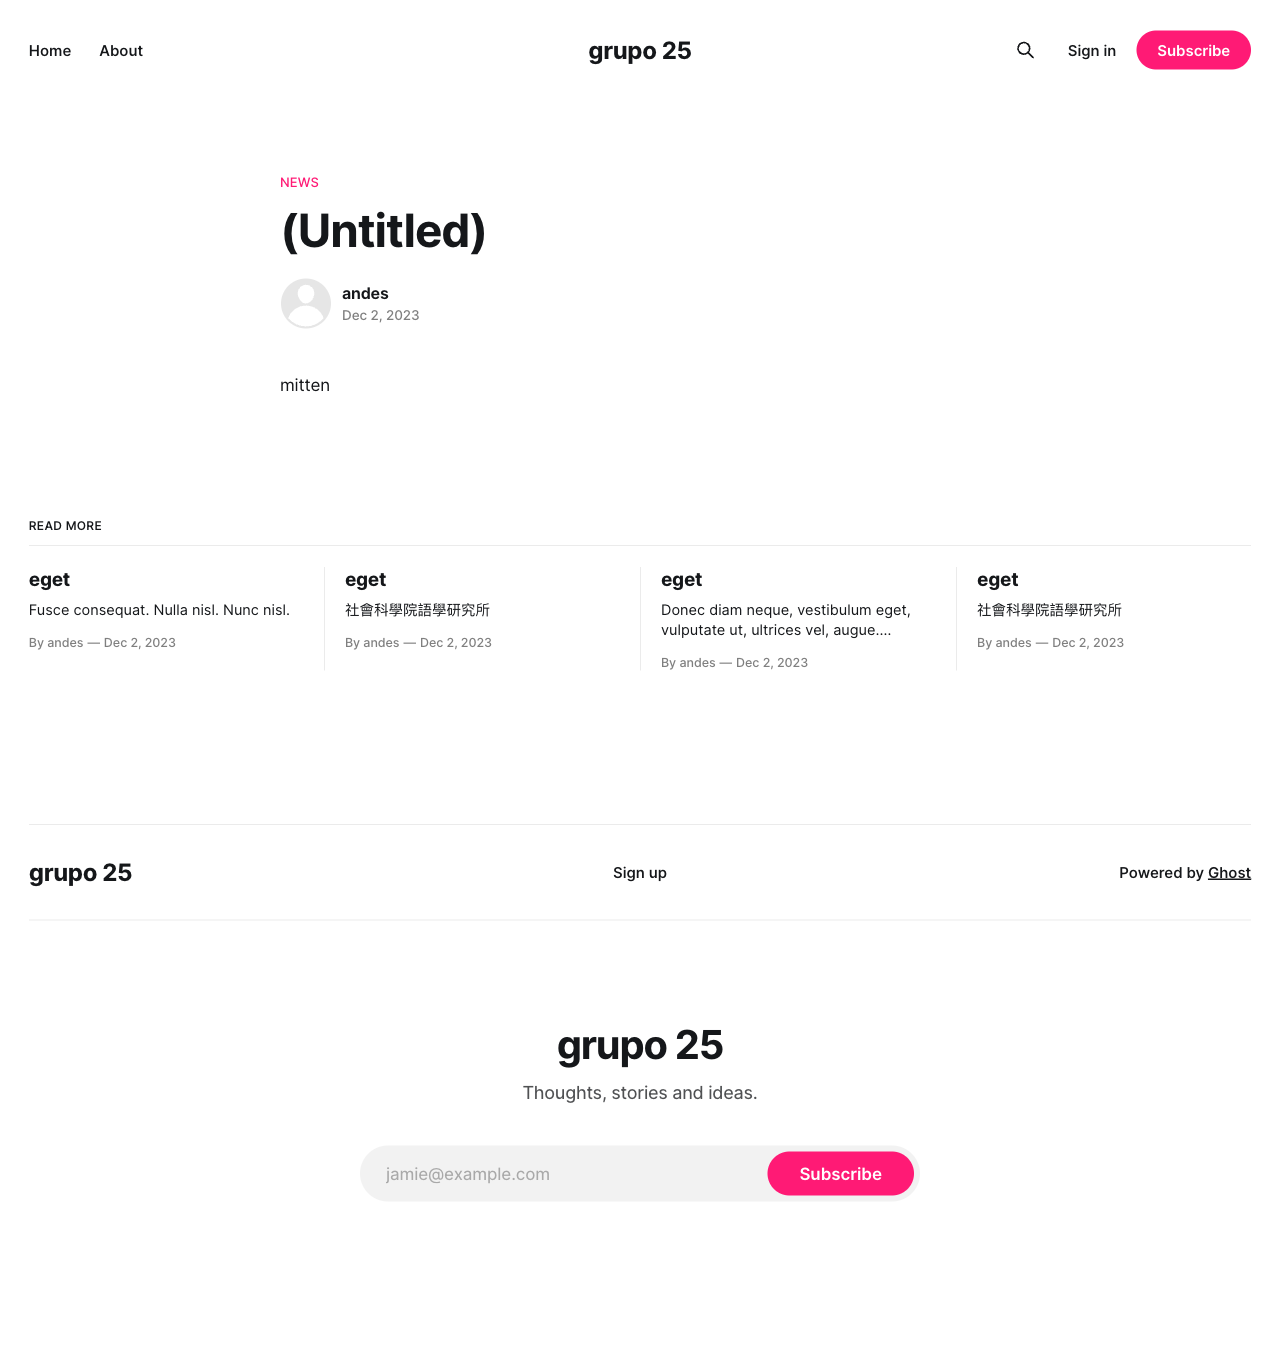 Home About grupo 25 Sign in Subscribe
NEWS
(Untitled)
andes
Dec 2, 2023
mitten
READ MORE
eget
Fusce consequat. Nulla nisl. Nunc nisl.
By andes — Dec 2, 2023
eget
社會科學院語學研究所
By andes — Dec 2, 2023
eget
Donec diam neque, vestibulum eget,
vulputate ut, ultrices vel, augue....
By andes — Dec 2, 2023
eget
社會科學院語學研究所
By andes — Dec 2, 2023
grupo 25 Sign up Powered by Ghost
grupo 25
Thoughts, stories and ideas.
jamie@example.com Subscribe